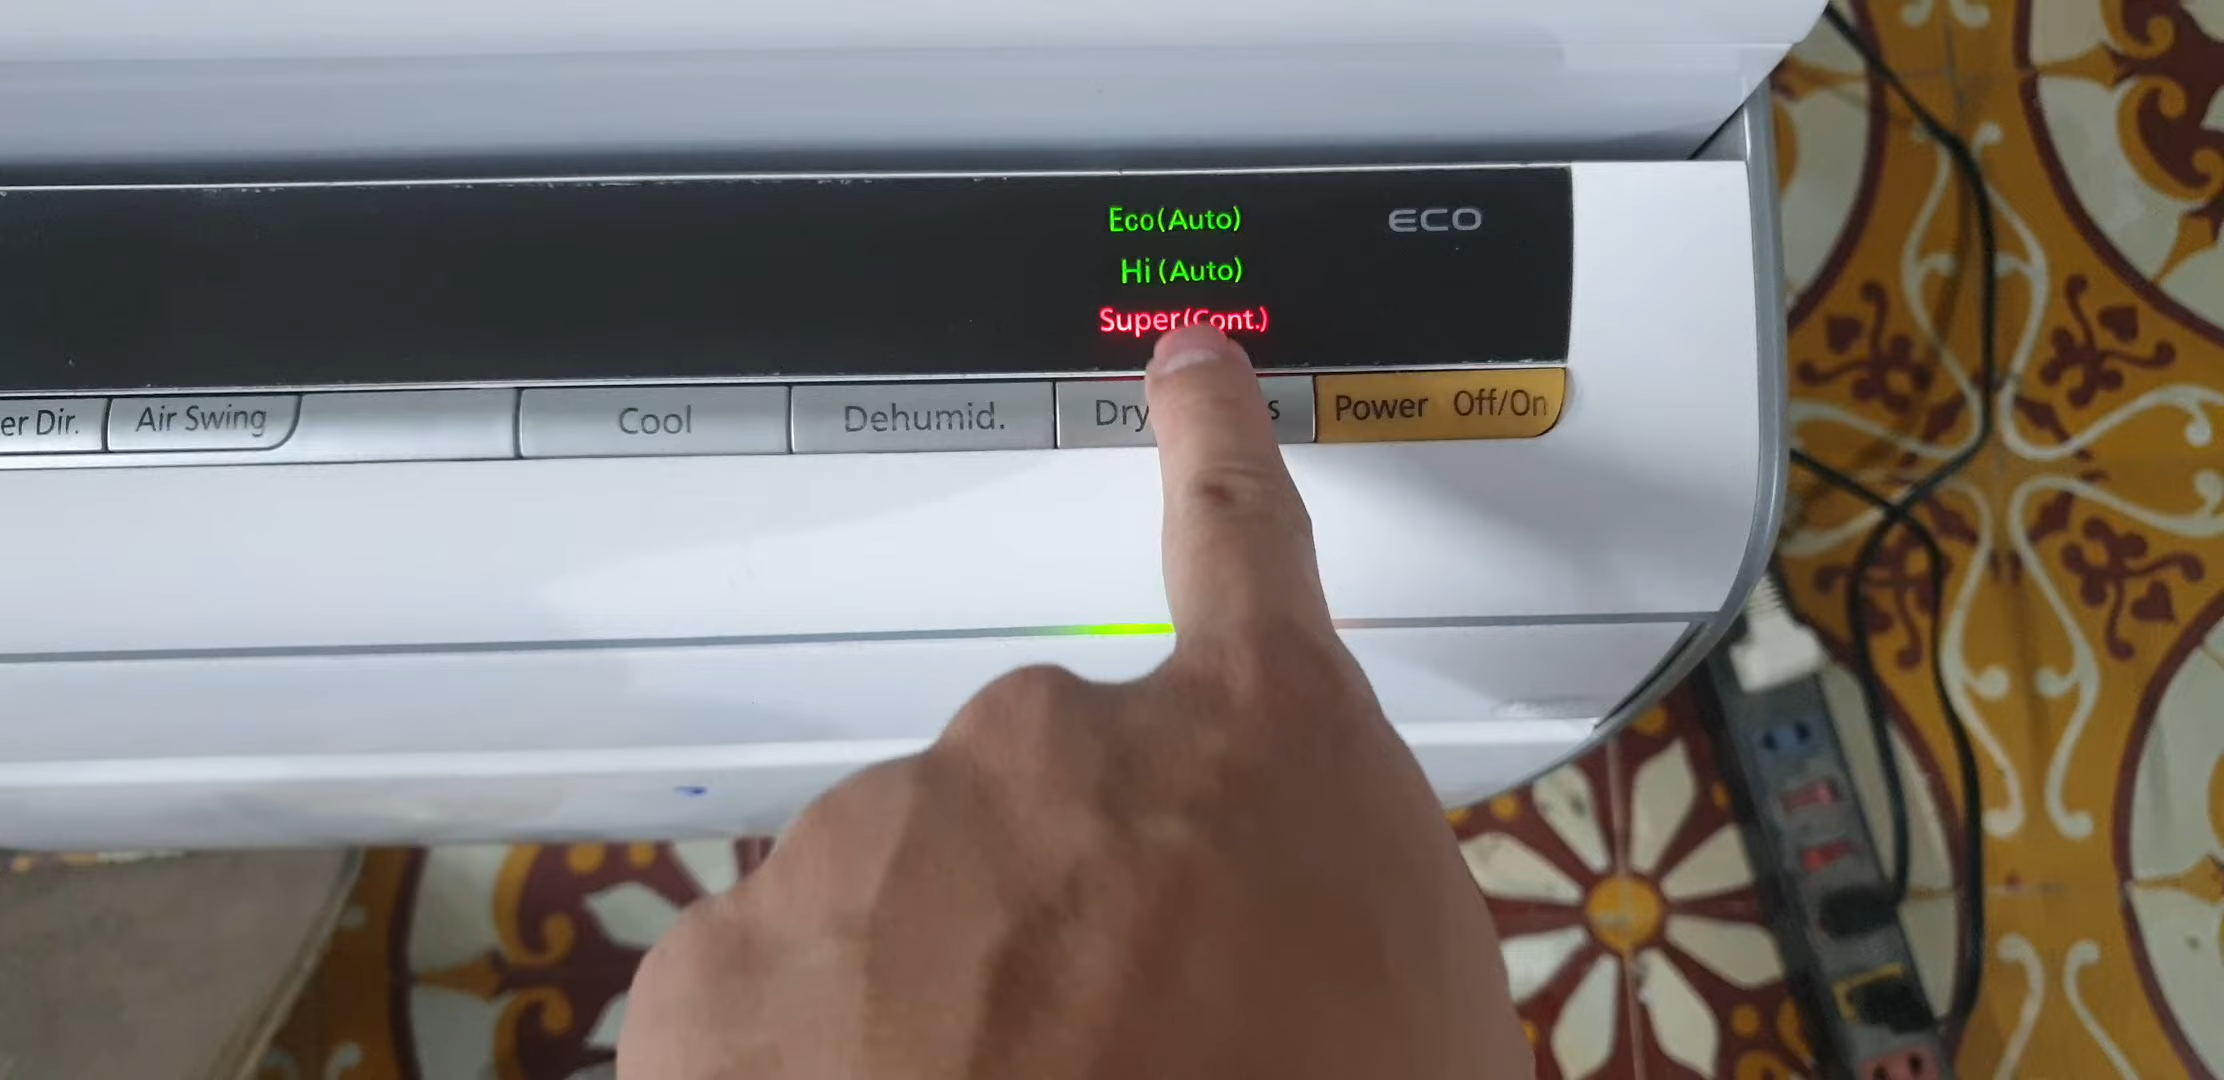 Eco(Auto)
ECO
Hi (Auto)
Super(Cont.)
er Dir.
Air Swing
Cool
Dehumid.
Dry
Power Off/On